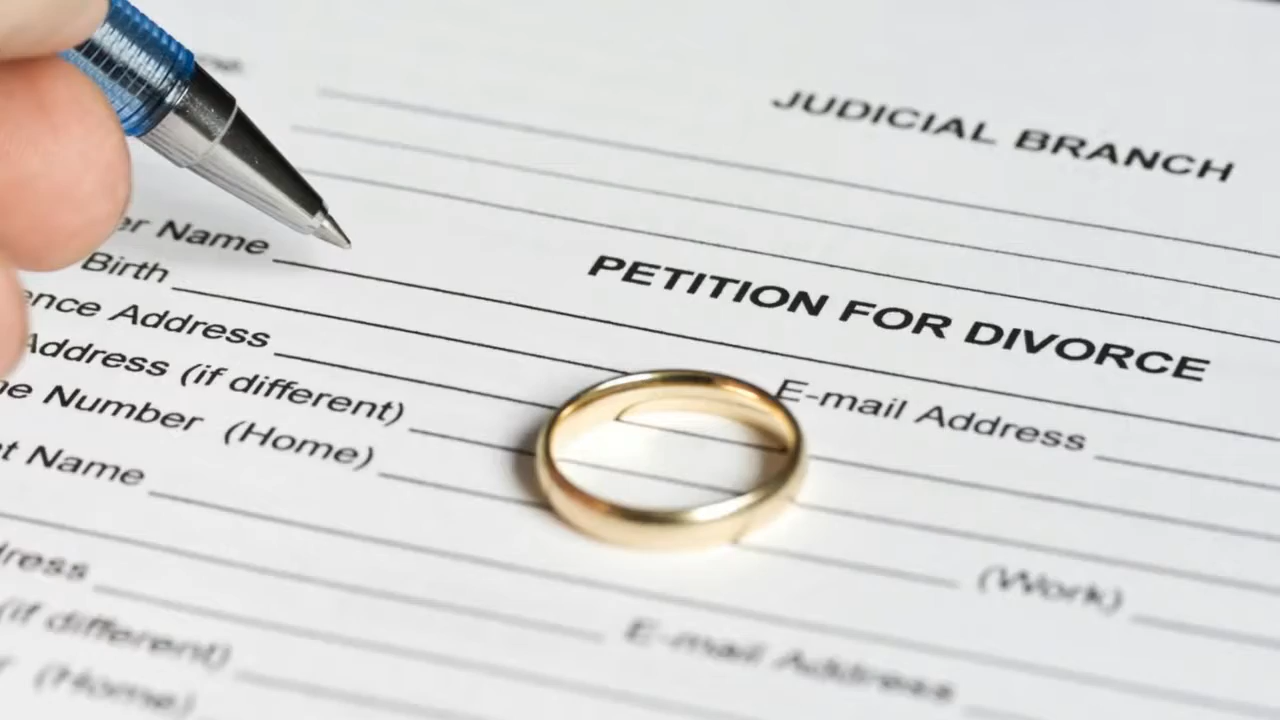 JUDICIAL BRANCH
PETITION FOR DIVORCE
er Name
Birth
ence Address
Address (if different)
E-mail Address
ne Number (Home)
(Work)
t Name
dress
E-mail Address
(if different)
(Home)